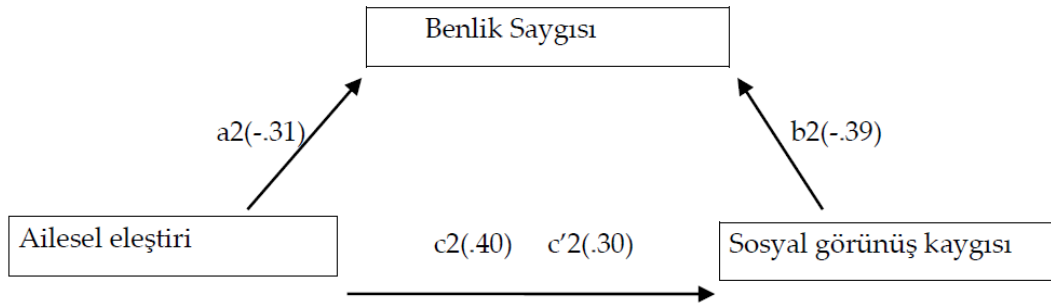 Benlik Saygısı
a2(-.31)
b2(-.39)
Ailesel eleştiri
c2(.40) c'2(.30)
Sosyal görünüş kaygısı